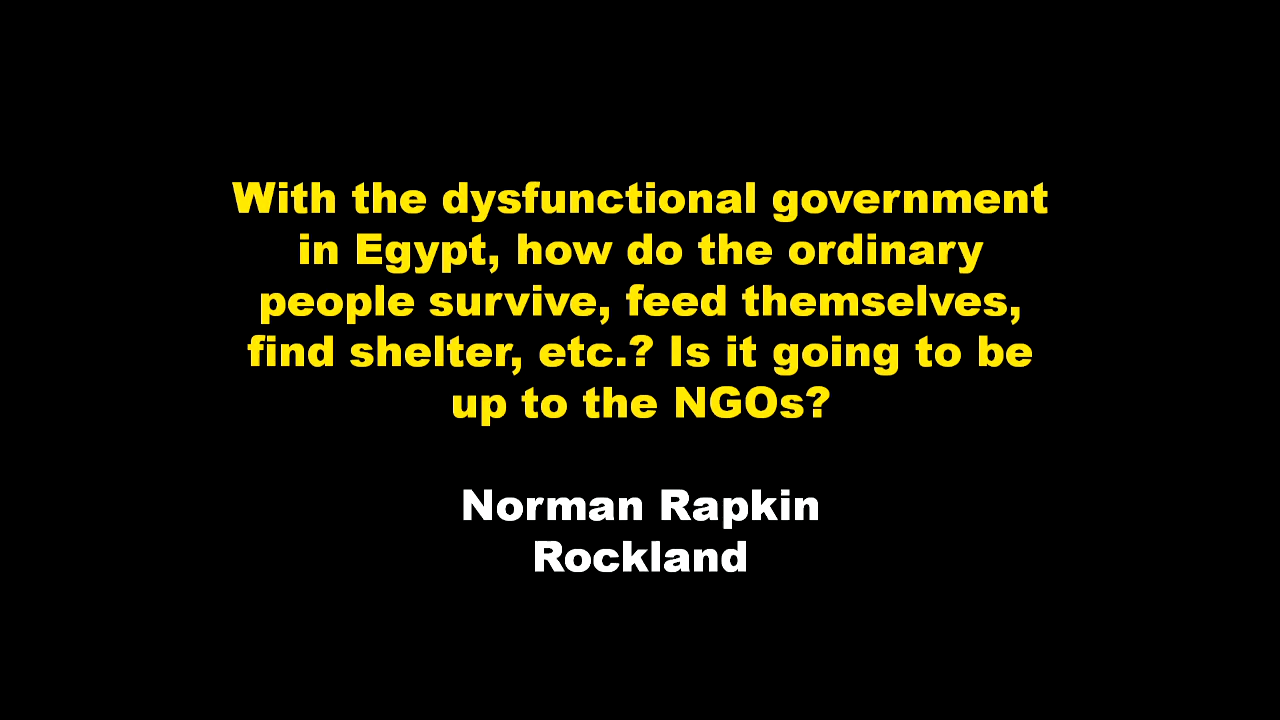 With the dysfunctional government
in Egypt, how do the ordinary
people survive, feed themselves,
find shelter, etc.? Is it going to be
up to the NGOs?
Norman Rapkin
Rockland